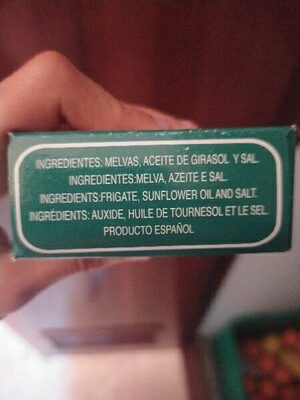 INGREDIENTES: MELVAS, ACEITE DE GIRASOL Y SAL.
INGREDIENTES:MELVA, AZEITE E SAL.
INGREDIENTS:FRIGATE, SUNFLOWER OIL AND SALT.
INGRÉDIENTS: AUXIDE, HUILE DE TOURNESOL ET LE SEL.
PRODUCTO ESPAÑOL